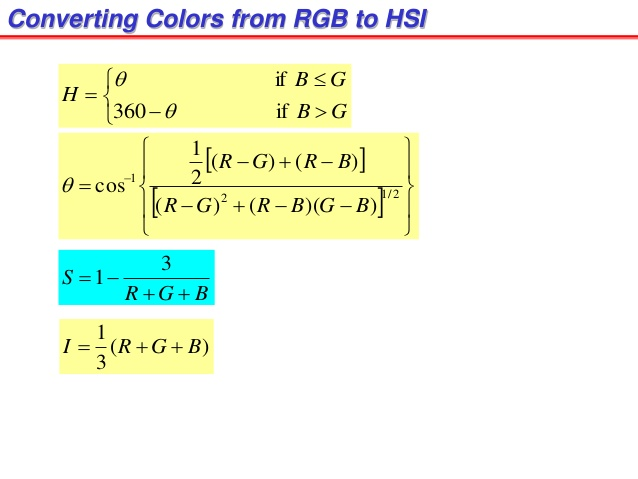 Converting Colors from RGB to HSI
H = { θ if B ≤ G
360 − θ if B > G
θ = cos⁻¹ { ½[(R − G) + (R − B)] / [(R − G)² + (R − B)(G − B)]^1/2 }
S = 1 − 3 / (R + G + B)
I = 1/3 (R + G + B)